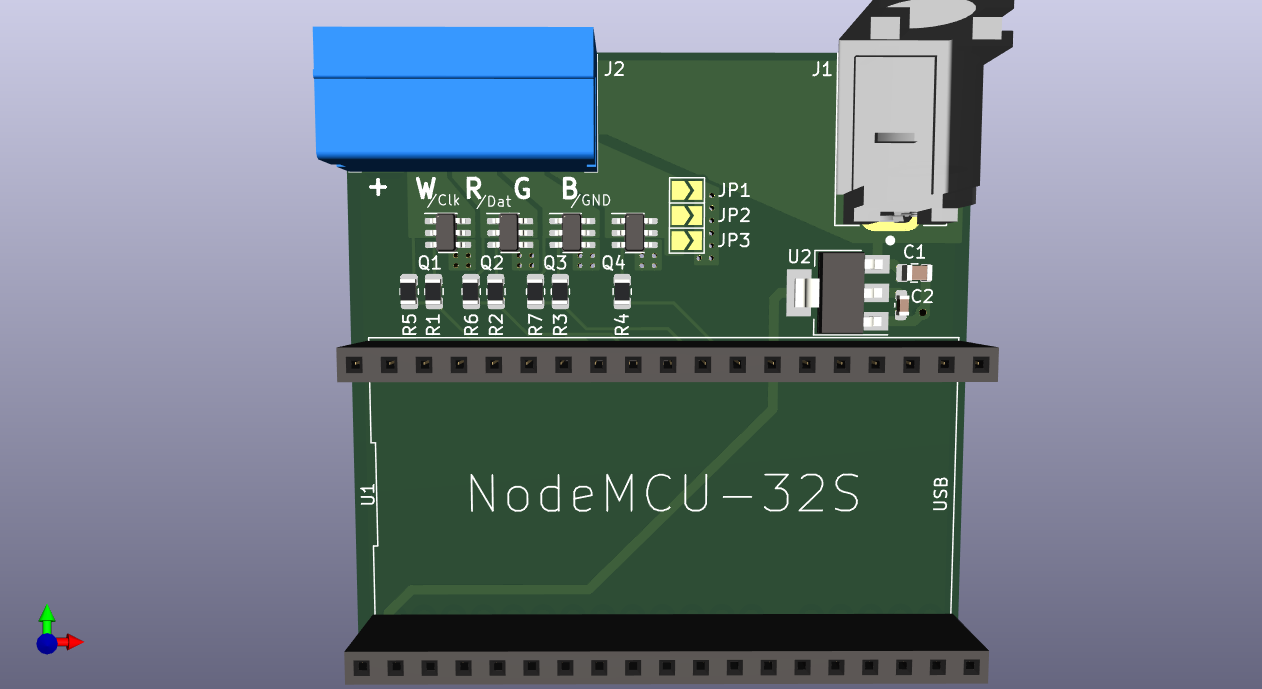 J2
J1
+ W R G B
/Clk /Dat /GND
JP1
JP2
JP3
Q1 Q2 Q3 Q4
U2
C1
C2
R5 R1 R6 R2 R7 R3 R4
U1
NodeMCU-32S
USB